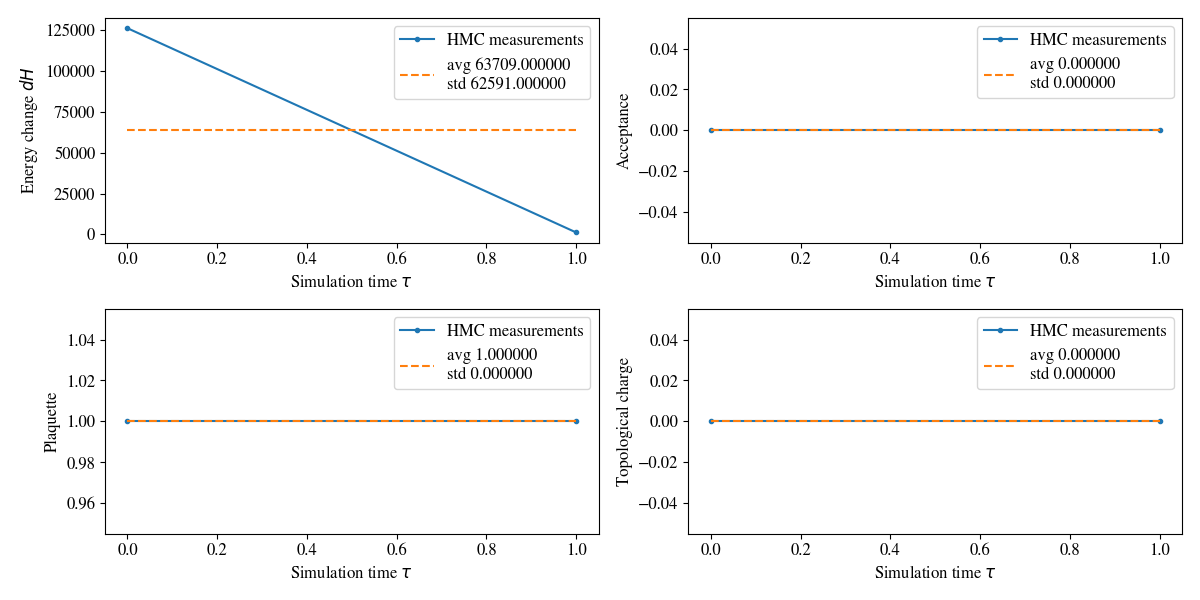 125000
100000
75000
50000
25000
0
Energy change dH
0.0 0.2 0.4 0.6 0.8 1.0
Simulation time τ
HMC measurements
avg 63709.000000
std 62591.000000
0.04
0.02
0.00
−0.02
−0.04
Acceptance
0.0 0.2 0.4 0.6 0.8 1.0
Simulation time τ
HMC measurements
avg 0.000000
std 0.000000
1.04
1.02
1.00
0.98
0.96
Plaquette
0.0 0.2 0.4 0.6 0.8 1.0
Simulation time τ
HMC measurements
avg 1.000000
std 0.000000
0.04
0.02
0.00
−0.02
−0.04
Topological charge
0.0 0.2 0.4 0.6 0.8 1.0
Simulation time τ
HMC measurements
avg 0.000000
std 0.000000